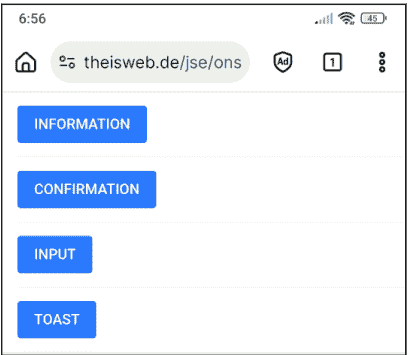 6:56
45
theisweb.de/jse/ons
Ad
1
INFORMATION
CONFIRMATION
INPUT
TOAST